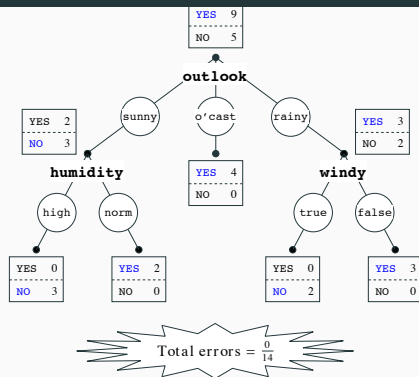 YES 9
NO 5
outlook
sunny
o'cast
rainy
YES 2
NO 3
YES 3
NO 2
humidity
YES 4
NO 0
windy
high
norm
true
false
YES 0
NO 3
YES 2
NO 0
YES 0
NO 2
YES 3
NO 0
Total errors = 0/14